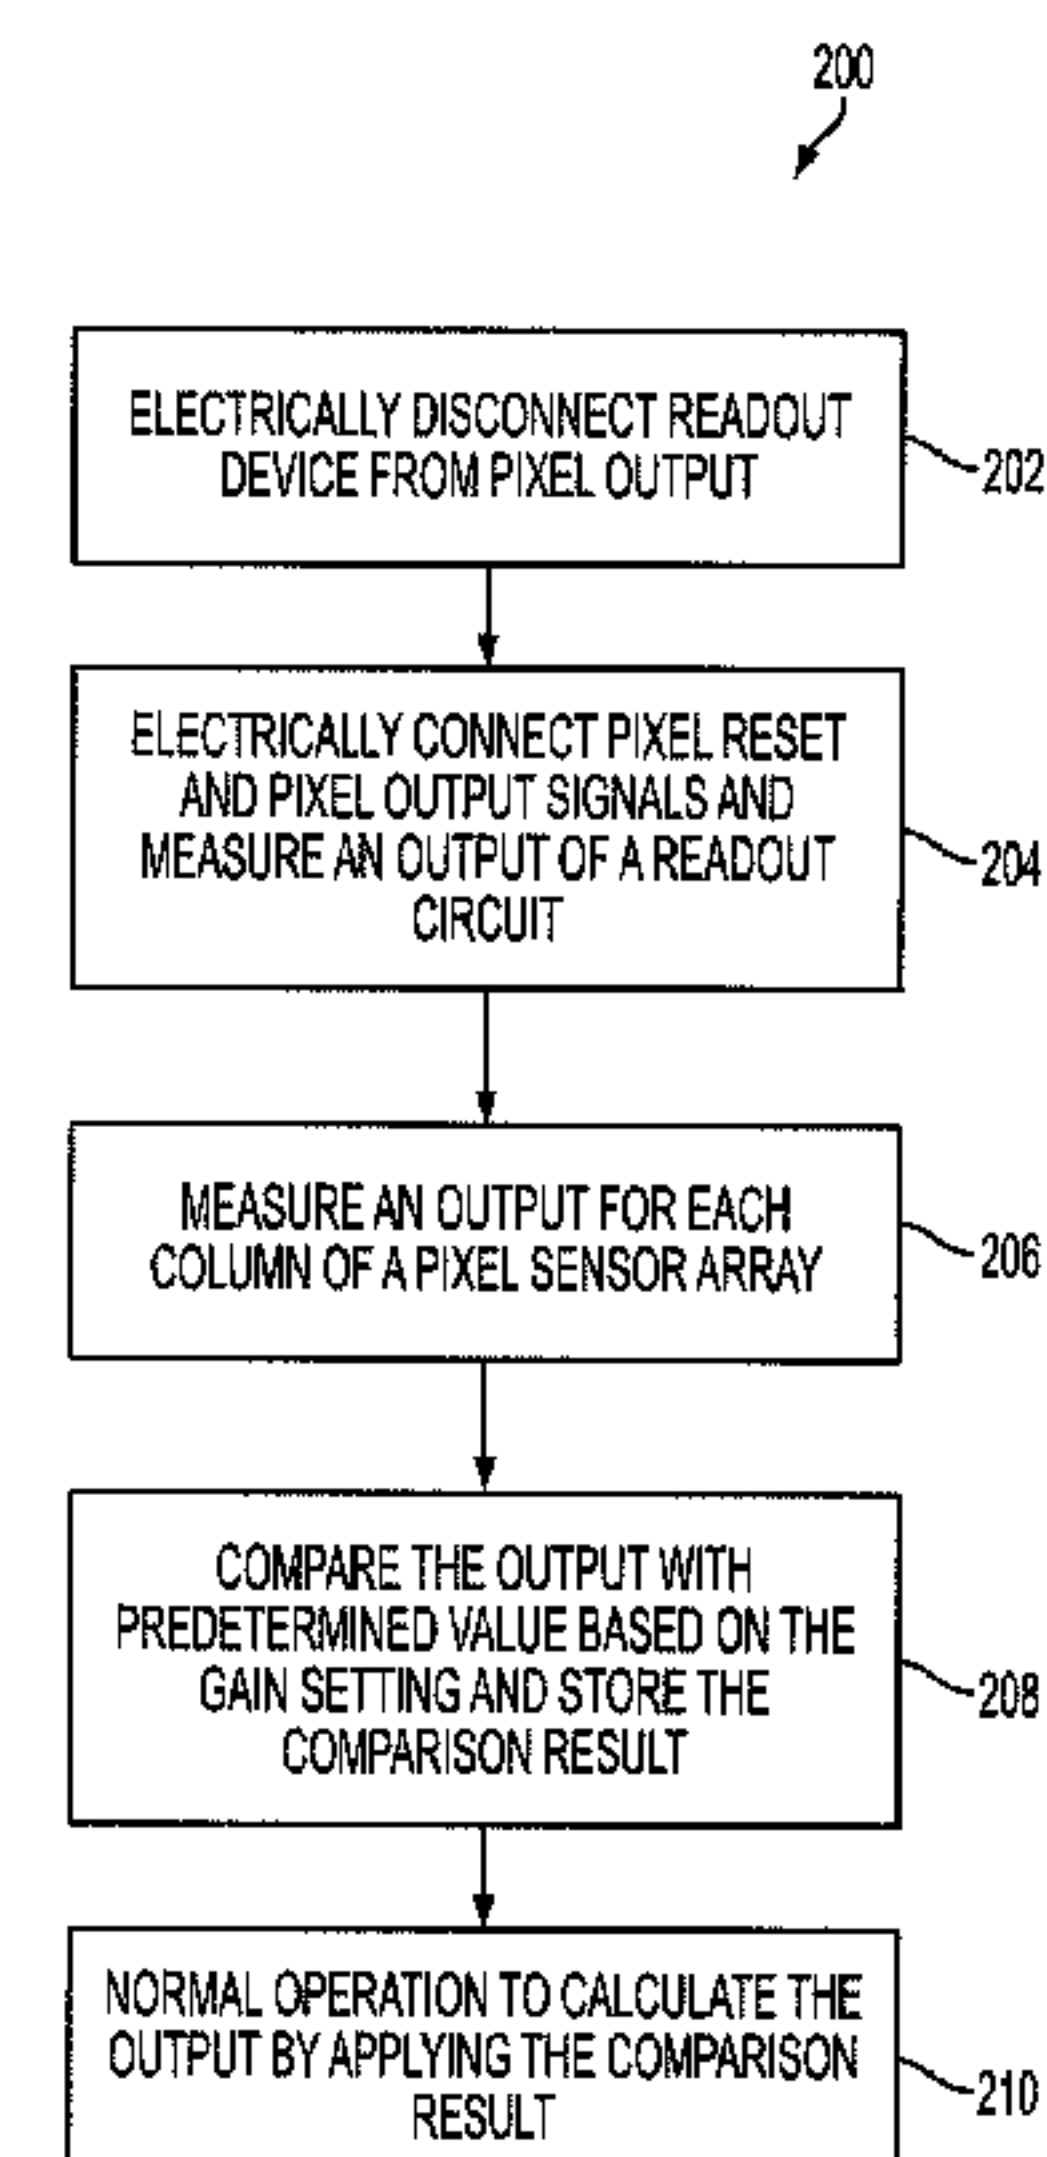 200
ELECTRICALLY DISCONNECT READOUT
DEVICE FROM PIXEL OUTPUT
202
ELECTRICALLY CONNECT PIXEL RESET
AND PIXEL OUTPUT SIGNALS AND
MEASURE AN OUTPUT OF A READOUT
CIRCUIT
204
MEASURE AN OUTPUT FOR EACH
COLUMN OF A PIXEL SENSOR ARRAY
206
COMPARE THE OUTPUT WITH
PREDETERMINED VALUE BASED ON THE
GAIN SETTING AND STORE THE
COMPARISON RESULT
208
NORMAL OPERATION TO CALCULATE THE
OUTPUT BY APPLYING THE COMPARISON
RESULT
210